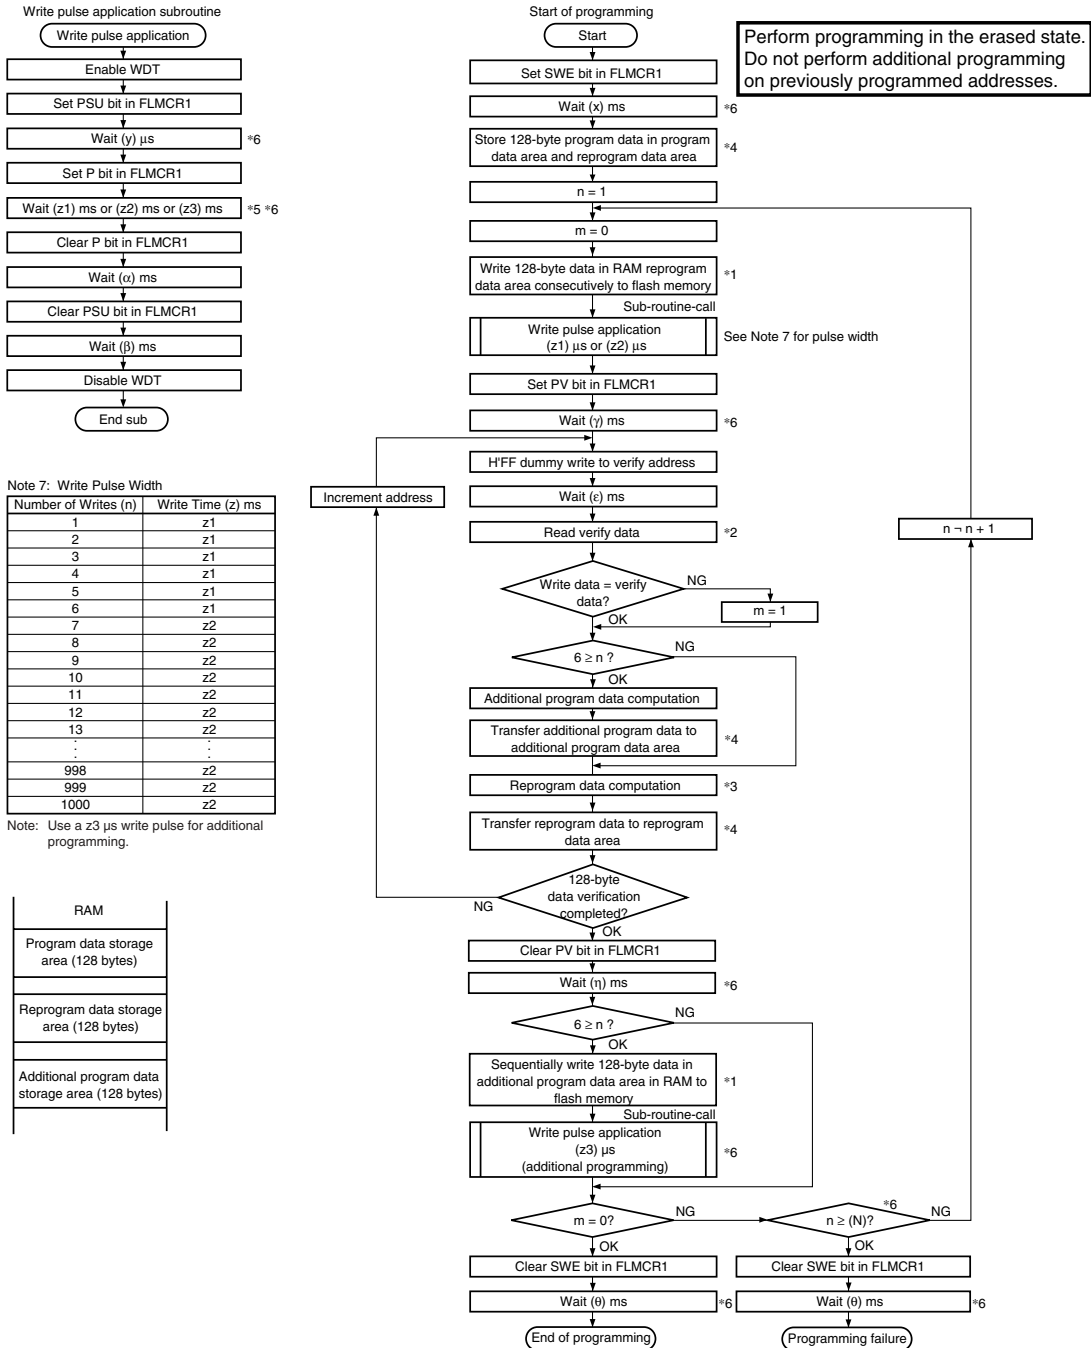 Write pulse application subroutine
Write pulse application
Enable WDT
Set PSU bit in FLMCR1
Wait (y) µs
*6
Set P bit in FLMCR1
Wait (z1) ms or (z2) ms or (z3) ms
*5 *6
Clear P bit in FLMCR1
Wait (α) ms
Clear PSU bit in FLMCR1
Wait (β) ms
Disable WDT
End sub
Note 7: Write Pulse Width
Number of Writes (n) Write Time (z) ms
1 z1
2 z1
3 z1
4 z1
5 z1
6 z1
7 z2
8 z2
9 z2
10 z2
11 z2
12 z2
13 z2
. .
. .
. .
998 z2
999 z2
1000 z2
Note: Use a z3 µs write pulse for additional
programming.
RAM
Program data storage
area (128 bytes)
Reprogram data storage
area (128 bytes)
Additional program data
storage area (128 bytes)
Start of programming
Start
Set SWE bit in FLMCR1
Wait (x) ms
*6
Store 128-byte program data in program
data area and reprogram data area
*4
n = 1
m = 0
Write 128-byte data in RAM reprogram
data area consecutively to flash memory
*1
Sub-routine-call
Write pulse application
(z1) µs or (z2) µs
See Note 7 for pulse width
Set PV bit in FLMCR1
Wait (γ) ms
*6
H'FF dummy write to verify address
Increment address
Wait (ε) ms
Read verify data
*2
n ¬ n + 1
Write data = verify
data?
NG
m = 1
OK
6 ≥ n ?
NG
OK
Additional program data computation
Transfer additional program data to
additional program data area
*4
Reprogram data computation
*3
Transfer reprogram data to reprogram
data area
*4
128-byte
data verification
completed?
NG
OK
Clear PV bit in FLMCR1
Wait (η) ms
*6
6 ≥ n ?
NG
OK
Sequentially write 128-byte data in
additional program data area in RAM to
flash memory
*1
Sub-routine-call
Write pulse application
(z3) µs
(additional programming)
*6
m = 0?
NG
OK
n ≥ (N)?
*6
NG
OK
Clear SWE bit in FLMCR1
Clear SWE bit in FLMCR1
Wait (θ) ms
*6
Wait (θ) ms
*6
End of programming
Programming failure
Perform programming in the erased state.
Do not perform additional programming
on previously programmed addresses.